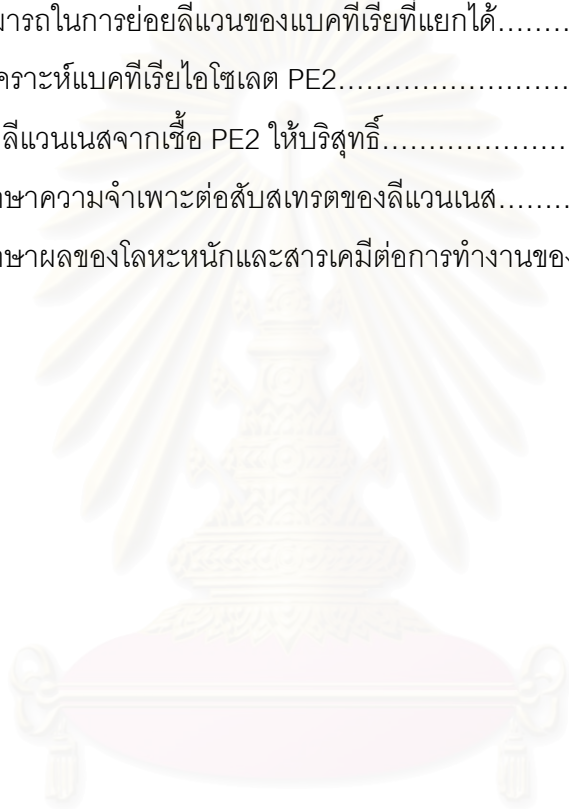 มารถในการย่อยลีแวนของแบคทีเรียที่แยกได้........
คราะห์แบคทีเรียไอโซเลต PE2.........................
ลีแวนเนสจากเชื้อ PE2 ให้บริสุทธิ์....................
าษาความจำเพาะต่อสับสเทรตของลีแวนเนส........
าษาผลของโลหะหนักและสารเคมีต่อการทำงานของ